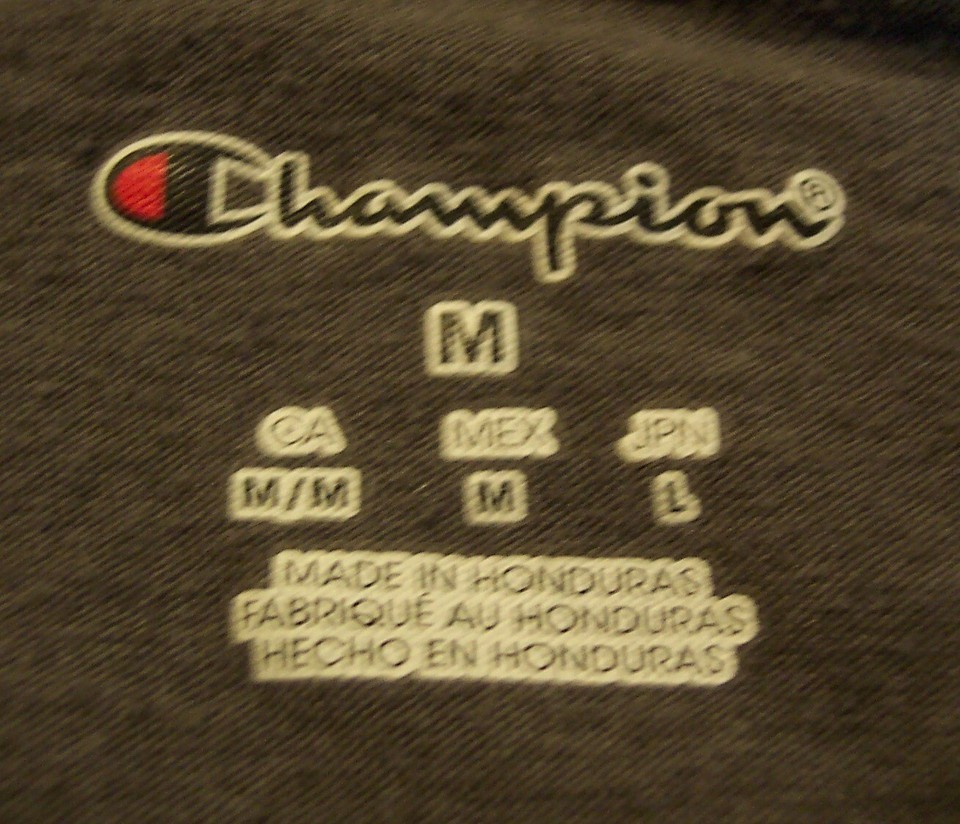 Champion®
M
CA MEX JPN
M/M M L
MADE IN HONDURAS
FABRIQUÉ AU HONDURAS
HECHO EN HONDURAS